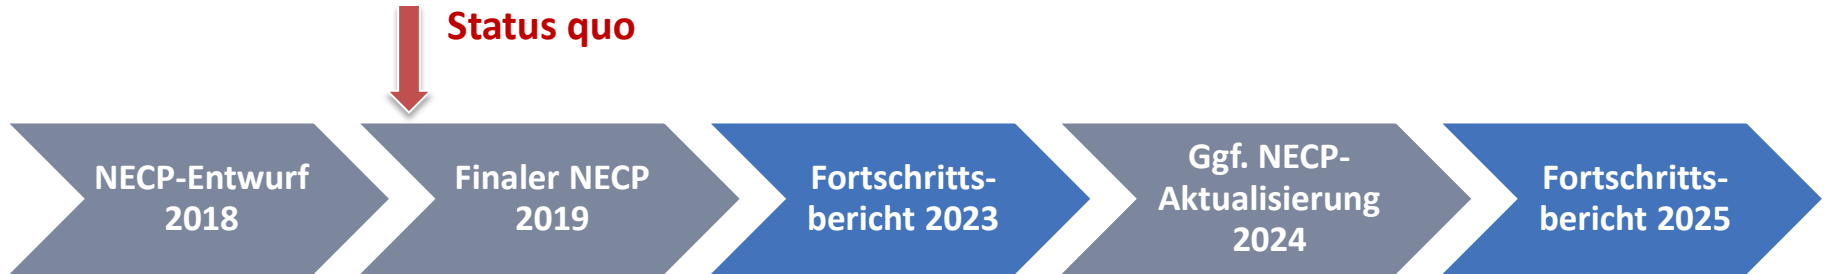 Status quo
NECP-Entwurf
2018
Finaler NECP
2019
Fortschritts-
bericht 2023
Ggf. NECP-
Aktualisierung
2024
Fortschritts-
bericht 2025